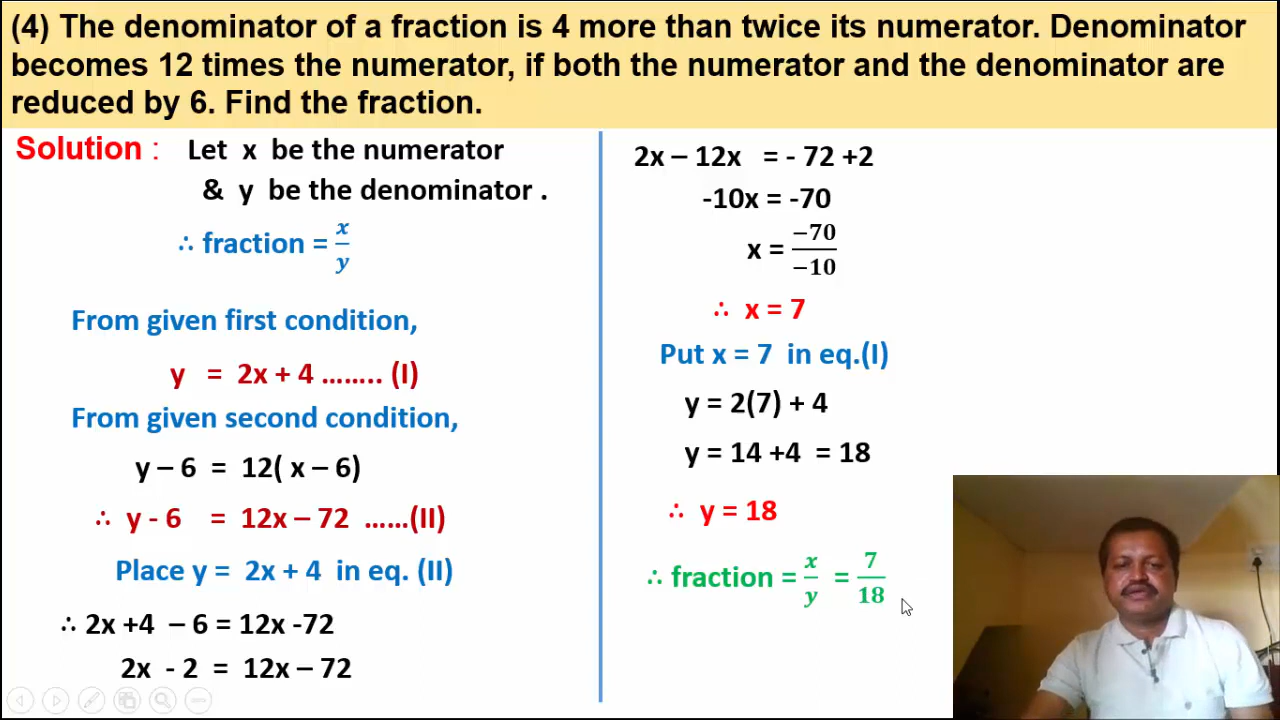 (4) The denominator of a fraction is 4 more than twice its numerator. Denominator
becomes 12 times the numerator, if both the numerator and the denominator are
reduced by 6. Find the fraction.
Solution : Let x be the numerator
& y be the denominator .
∴ fraction = x/y
From given first condition,
y = 2x + 4 …….. (I)
From given second condition,
y – 6 = 12( x – 6)
∴ y - 6 = 12x – 72 ……(II)
Place y = 2x + 4 in eq. (II)
∴ 2x +4 – 6 = 12x -72
2x - 2 = 12x – 72
2x – 12x = - 72 +2
-10x = -70
x = −70/−10
∴ x = 7
Put x = 7 in eq.(I)
y = 2(7) + 4
y = 14 +4 = 18
∴ y = 18
∴ fraction = x/y = 7/18